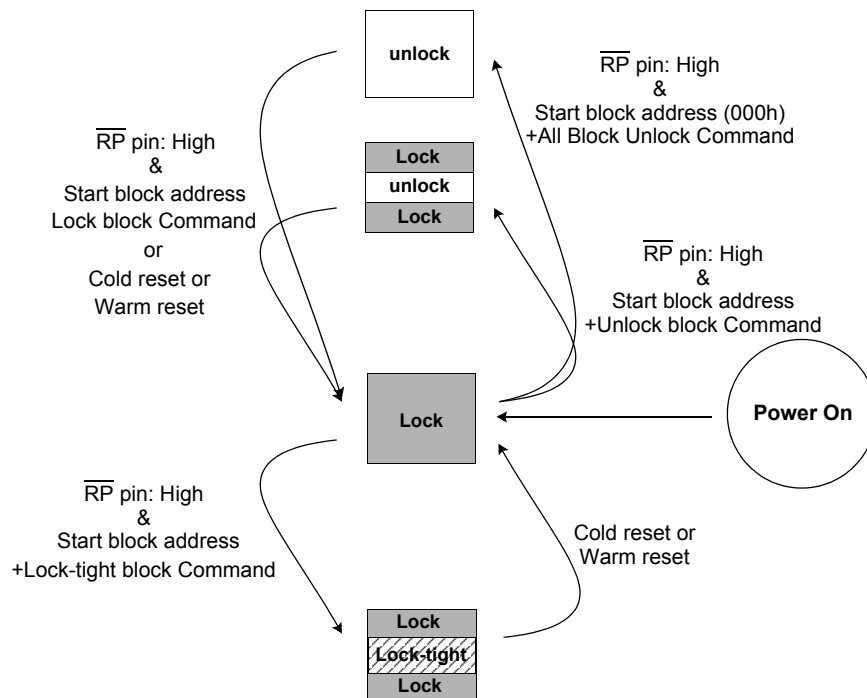 unlock
RP pin: High
&
Start block address (000h)
+All Block Unlock Command
RP pin: High
&
Start block address
Lock block Command
or
Cold reset or
Warm reset
Lock
unlock
Lock
RP pin: High
&
Start block address
+Unlock block Command
Lock
Power On
RP pin: High
&
Start block address
+Lock-tight block Command
Cold reset or
Warm reset
Lock
Lock-tight
Lock